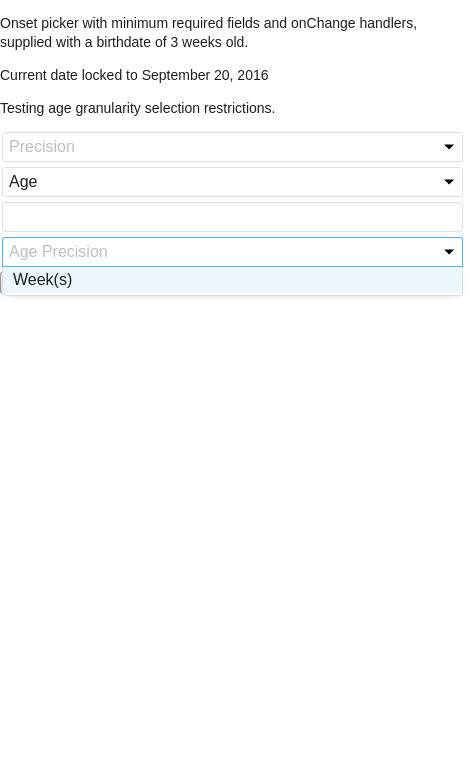 Onset picker with minimum required fields and onChange handlers,
supplied with a birthdate of 3 weeks old.
Current date locked to September 20, 2016
Testing age granularity selection restrictions.
Precision
Age
Age Precision
Week(s)